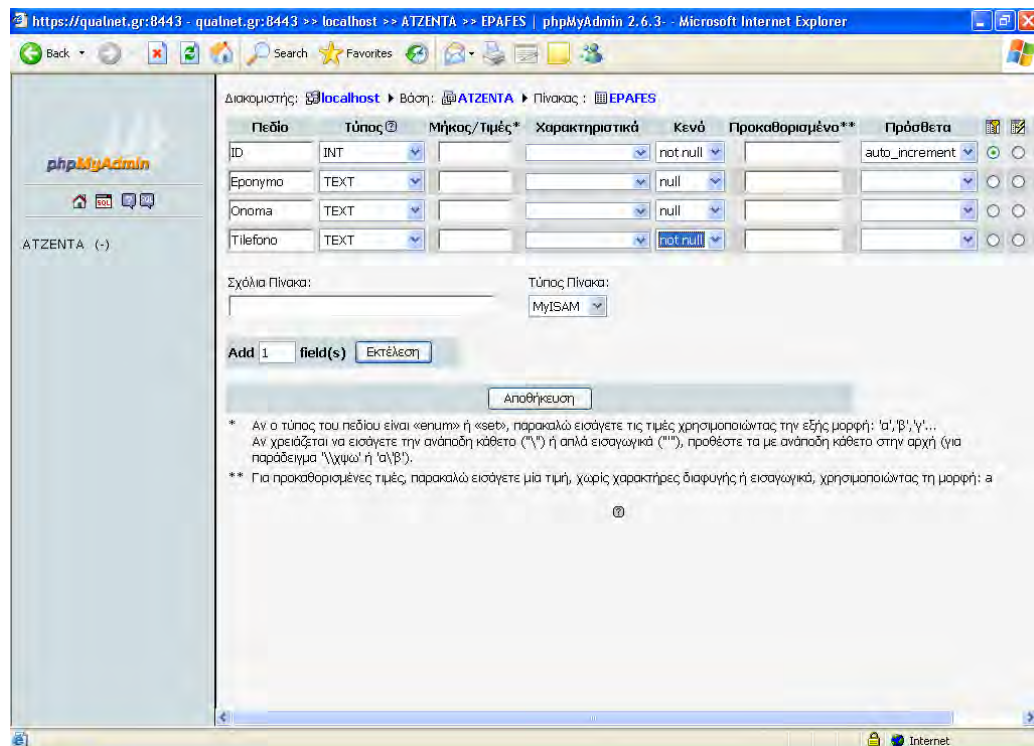 https://qualnet.gr:8443 - qualnet.gr:8443 >> localhost >> ATZENTA >> EPAFES | phpMyAdmin 2.6.3- - Microsoft Internet Explorer
Back Search Favorites
Διακομιστής: localhost Βάση: ATZENTA Πίνακας : EPAFES
Πεδίο Τύπος Μήκος/Τιμές* Χαρακτηριστικά Κενό Προκαθορισμένο** Πρόσθετα
phpMyAdmin
ID INT not null auto_increment
Eponymo TEXT null
SQL
Onoma TEXT null
Tilefono TEXT not null
ATZENTA (-)
Σχόλια Πίνακα: Τύπος Πίνακα:
MyISAM
Add 1 field(s) Εκτέλεση
Αποθήκευση
* Αν ο τύπος του πεδίου είναι «enum» ή «set», παρακαλώ εισάγετε τις τιμές χρησιμοποιώντας την εξής μορφή: 'α','β','γ'...
Αν χρειάζεται να εισάγετε την ανάποδη κάθετο ("\") ή απλά εισαγωγικά ("'"), προθέστε τα με ανάποδη κάθετο στην αρχή (για
παράδειγμα '\\χψω' ή 'α\'β').
** Για προκαθορισμένες τιμές, παρακαλώ εισάγετε μία τιμή, χωρίς χαρακτήρες διαφυγής ή εισαγωγικά, χρησιμοποιώντας τη μορφή: a
Internet